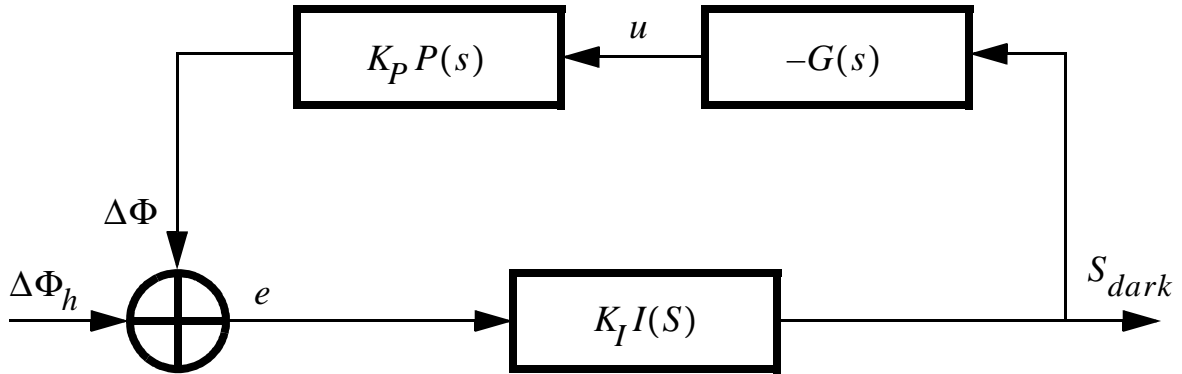 u
K_P P(s)
–G(s)
ΔΦ
ΔΦ_h
e
K_I I(S)
S_dark